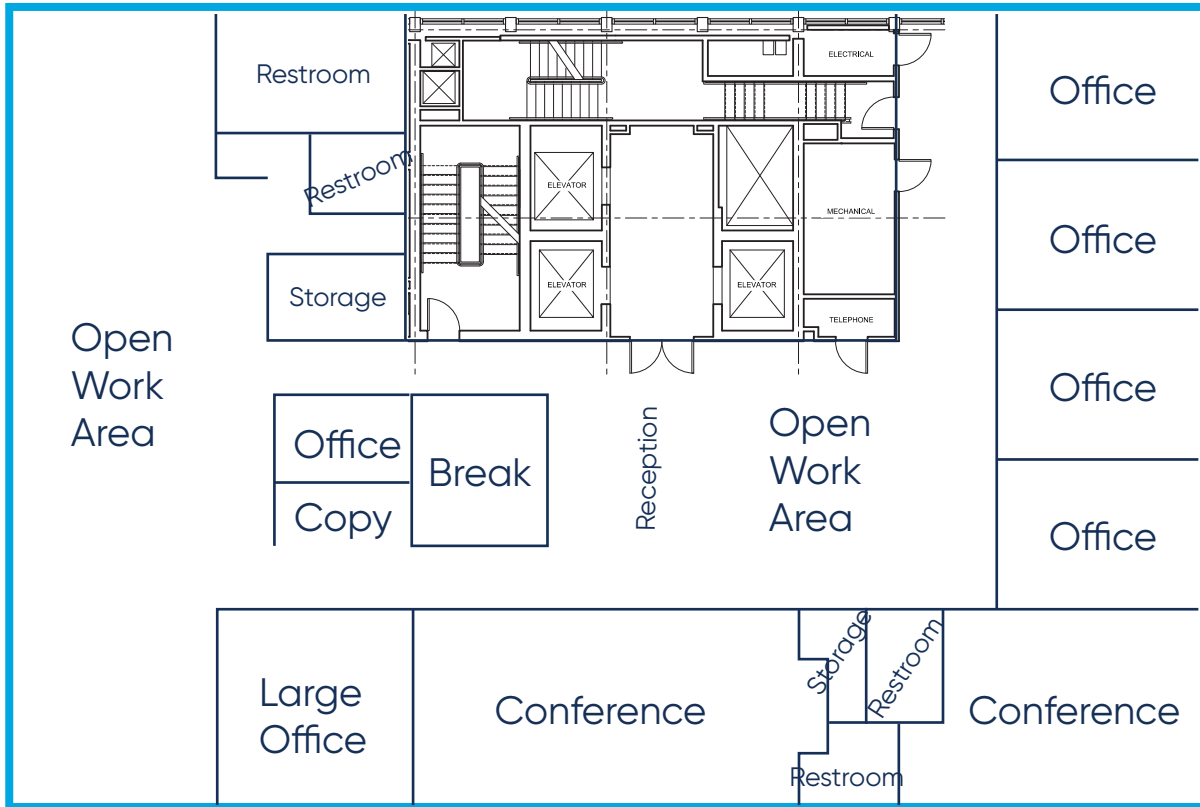 Restroom
ELECTRICAL
Office
Restroom
ELEVATOR
MECHANICAL
Office
Storage
ELEVATOR
ELEVATOR
TELEPHONE
Open
Work
Area
Office
Office
Break
Copy
Reception
Open
Work
Area
Office
Large
Office
Conference
Storage
Restroom
Restroom
Conference